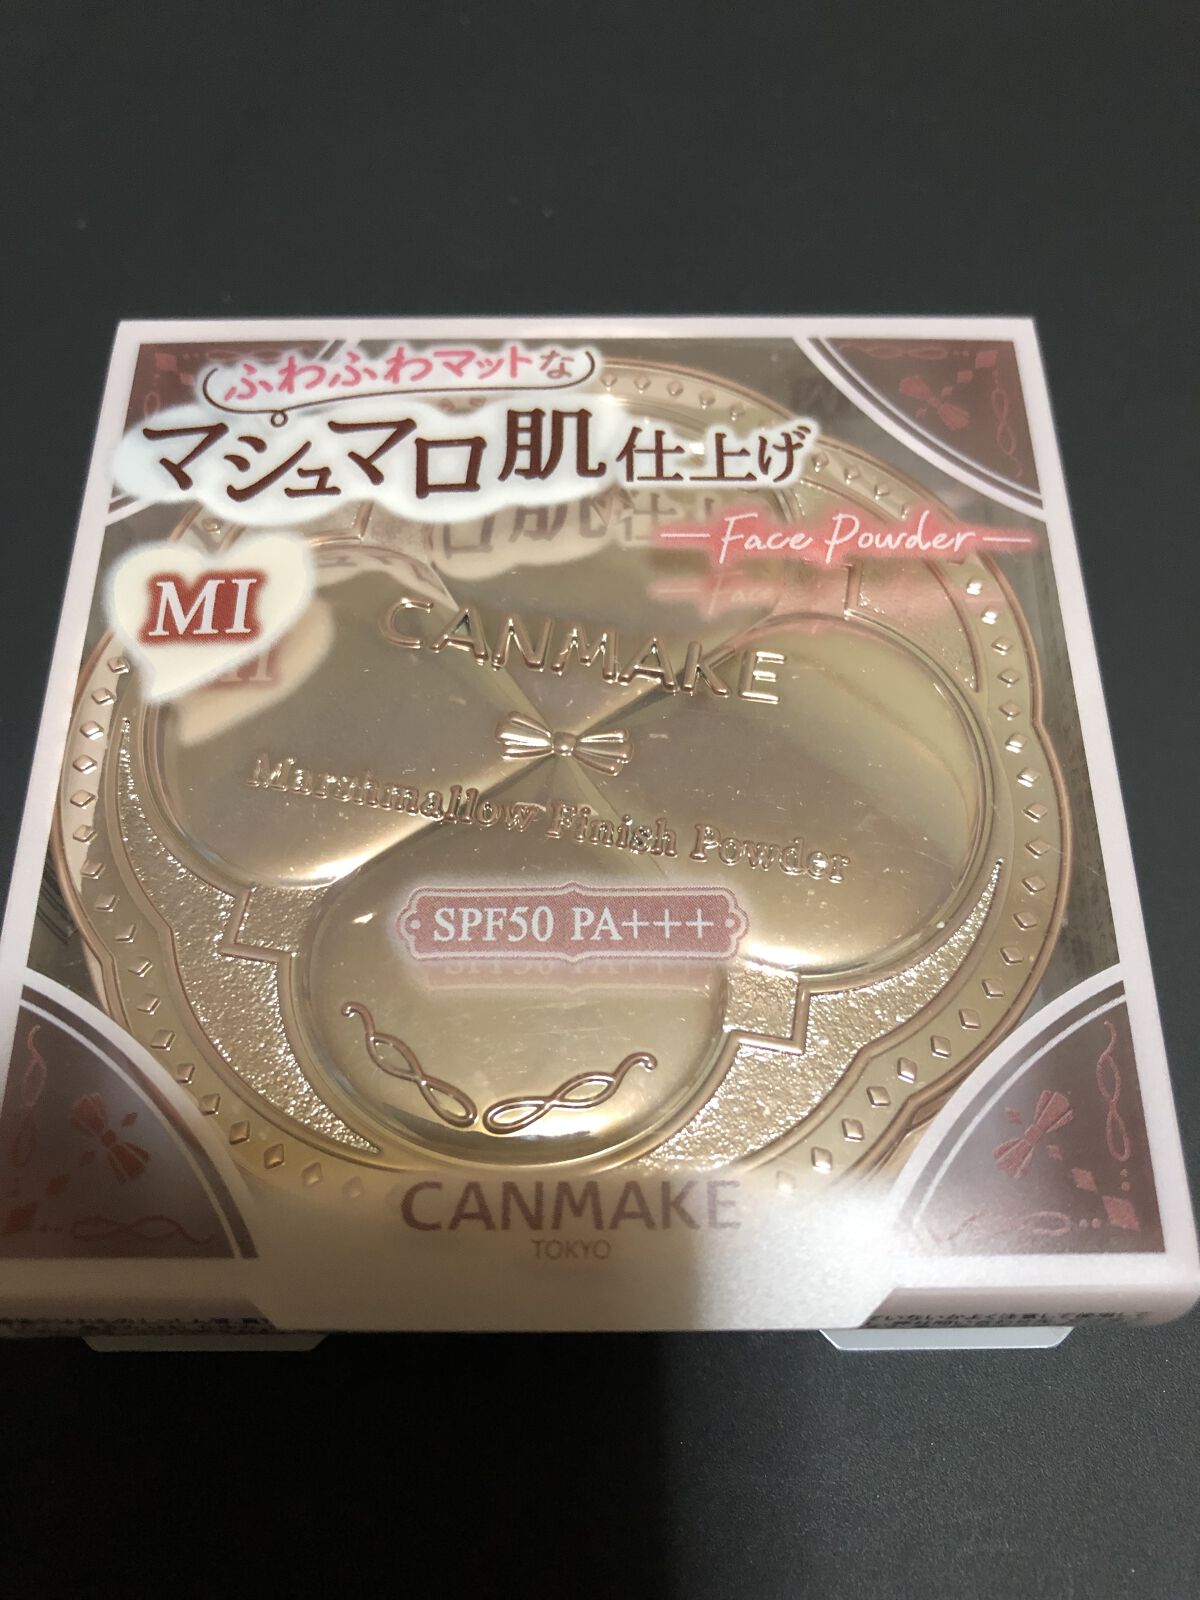 ふわふわマットな
マシュマロ肌仕上げ
Face Powder
MI
CANMAKE
Marshmallow Finish Powder
SPF50 PA+++
CANMAKE
TOKYO